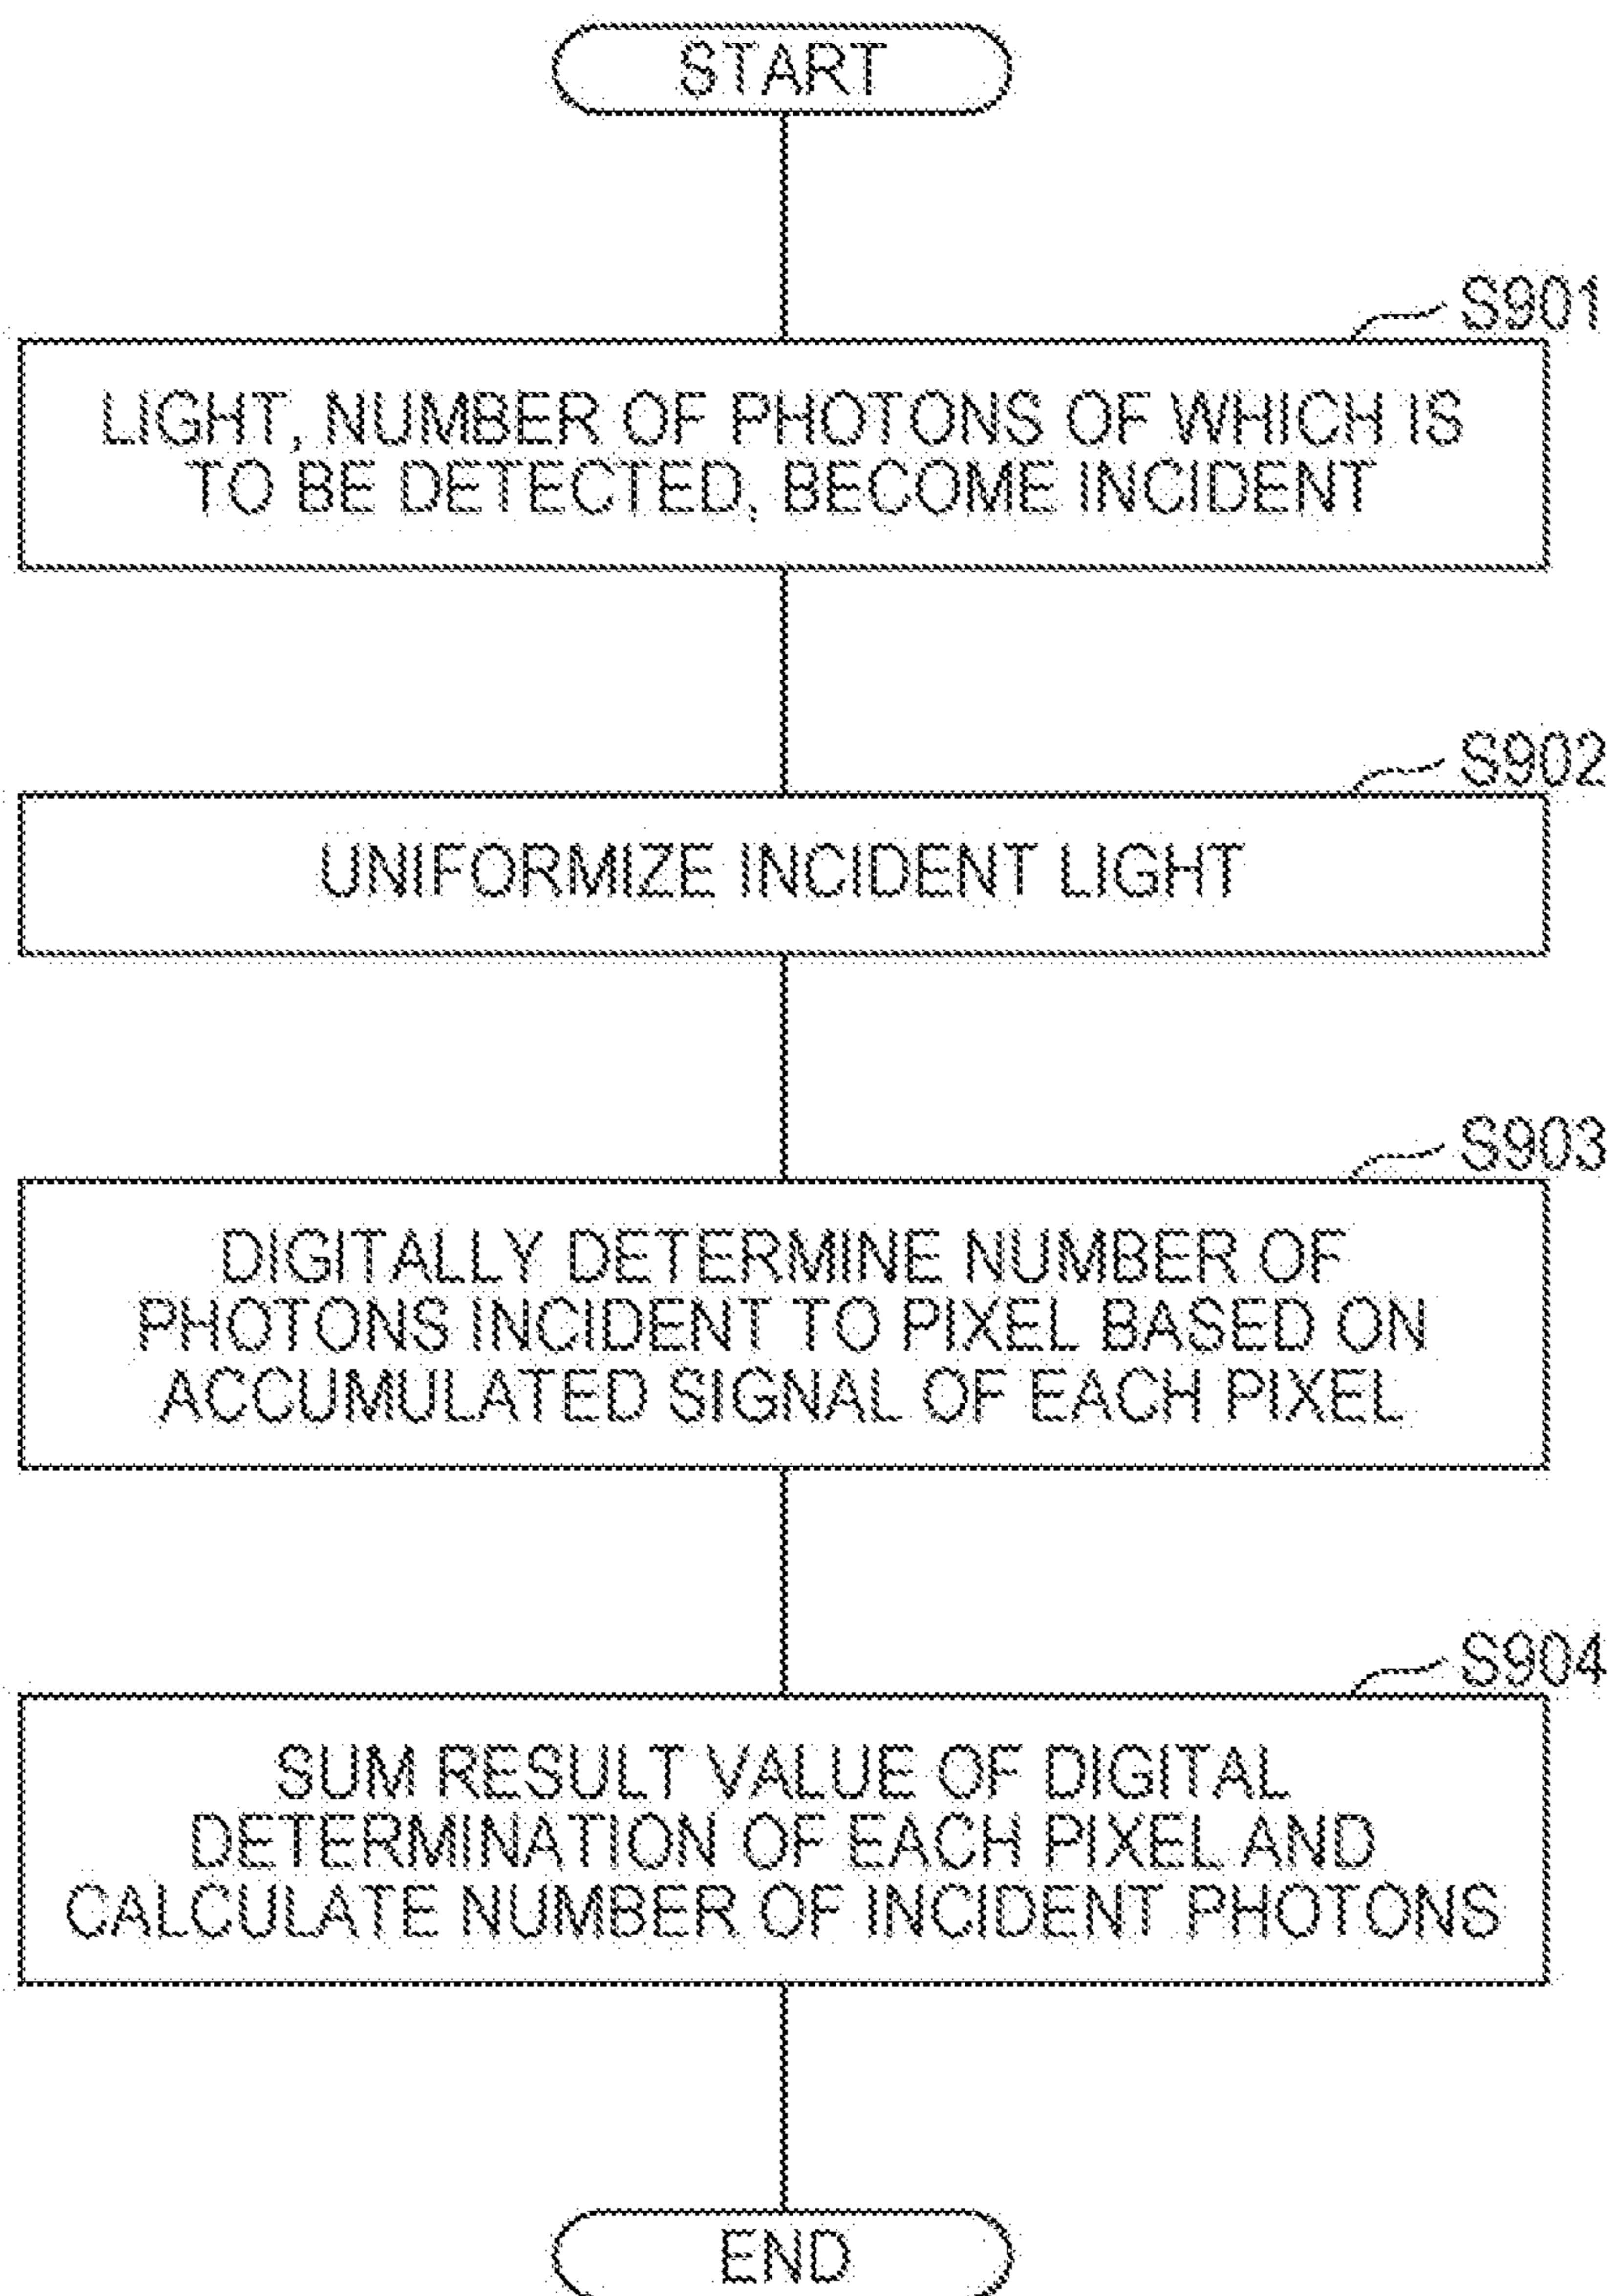 START
S901
LIGHT, NUMBER OF PHOTONS OF WHICH IS
TO BE DETECTED, BECOME INCIDENT
S902
UNIFORMIZE INCIDENT LIGHT
S903
DIGITALLY DETERMINE NUMBER OF
PHOTONS INCIDENT TO PIXEL BASED ON
ACCUMULATED SIGNAL OF EACH PIXEL
S904
SUM RESULT VALUE OF DIGITAL
DETERMINATION OF EACH PIXEL AND
CALCULATE NUMBER OF INCIDENT PHOTONS
END